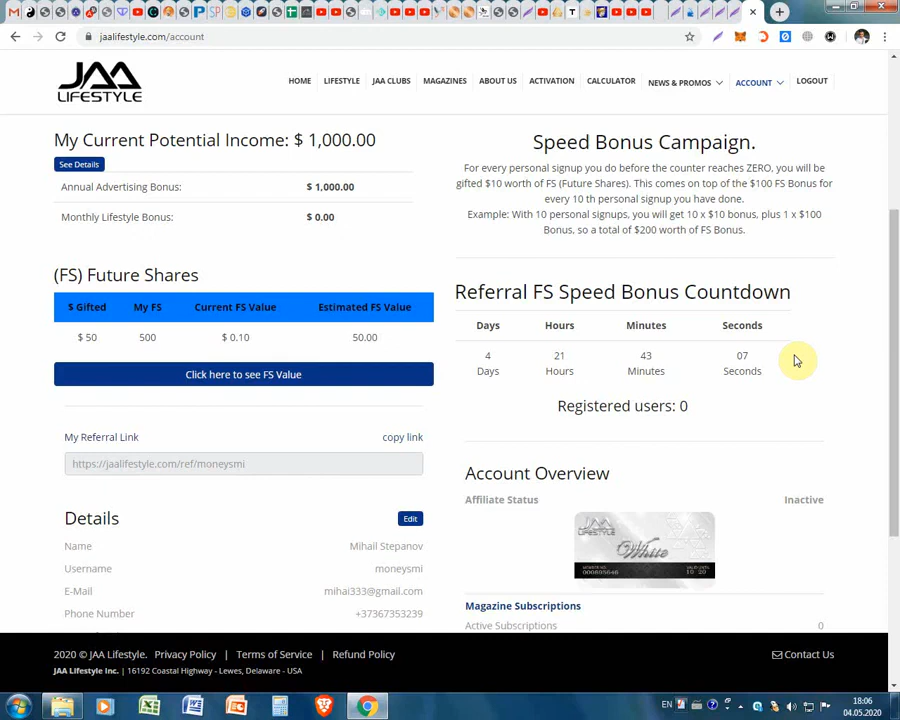 jaalifestyle.com/account
JAA
LIFESTYLE
HOME
LIFESTYLE
JAA CLUBS
MAGAZINES
ABOUT US
ACTIVATION
CALCULATOR
NEWS & PROMOS
ACCOUNT
LOGOUT
My Current Potential Income: $ 1,000.00
See Details
Annual Advertising Bonus: $ 1,000.00
Monthly Lifestyle Bonus: $ 0.00
Speed Bonus Campaign.
For every personal signup you do before the counter reaches ZERO, you will be
gifted $10 worth of FS (Future Shares). This comes on top of the $100 FS Bonus for
every 10 th personal signup you have done.
Example: With 10 personal signups, you will get 10 x $10 bonus, plus 1 x $100
Bonus, so a total of $200 worth of FS Bonus.
(FS) Future Shares
$ Gifted My FS Current FS Value Estimated FS Value
$ 50 500 $ 0.10 50.00
Click here to see FS Value
Referral FS Speed Bonus Countdown
Days Hours Minutes Seconds
4 21 43 07
Days Hours Minutes Seconds
Registered users: 0
My Referral Link copy link
https://jaalifestyle.com/ref/moneysmi
Details Edit
Name Mihail Stepanov
Username moneysmi
E-Mail mihai333@gmail.com
Phone Number +37367353239
Account Overview
Affiliate Status Inactive
JAA
LIFESTYLE
White
Magazine Subscriptions
Active Subscriptions 0
2020 © JAA Lifestyle. Privacy Policy | Terms of Service | Refund Policy
Contact Us
JAA Lifestyle Inc. | 16192 Coastal Highway - Lewes, Delaware - USA
EN
18:06
04.05.2020